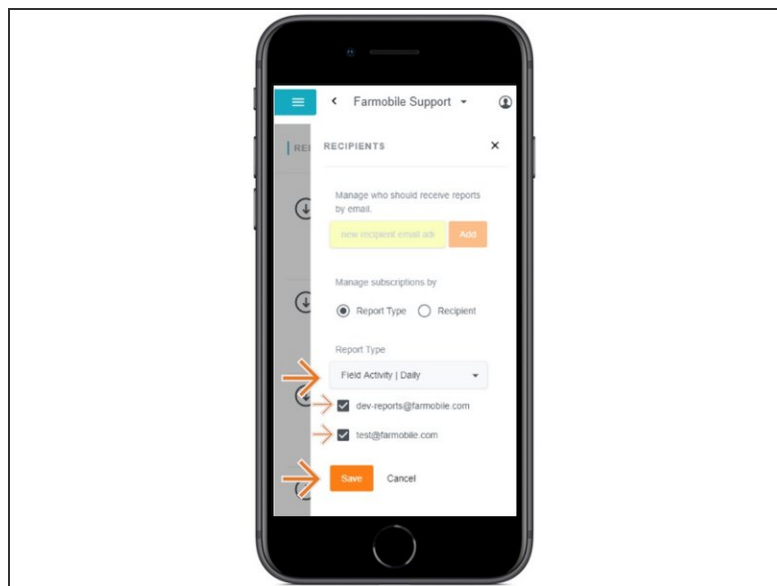 Farmobile Support
REI
RECIPIENTS
Manage who should receive reports
by email.
new recipient email add
Add
Manage subscriptions by
Report Type
Recipient
Report Type
Field Activity | Daily
dev-reports@farmobile.com
test@farmobile.com
Save
Cancel